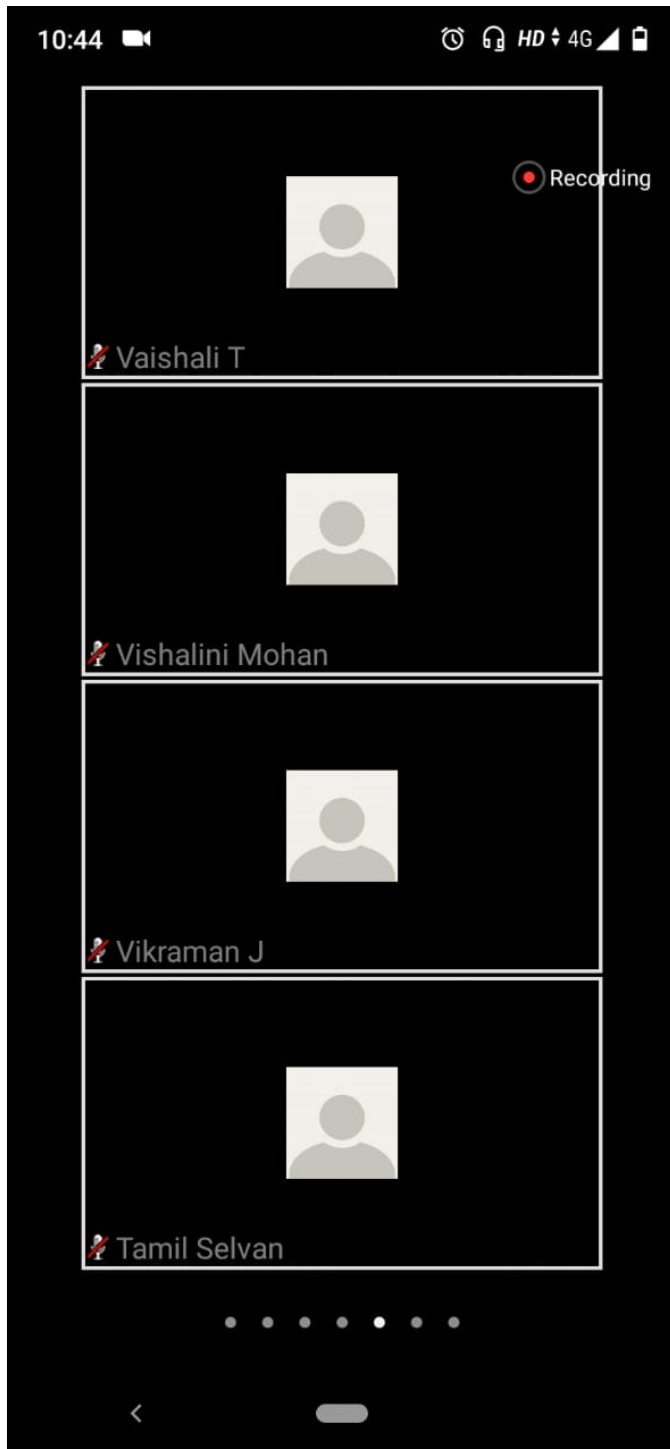 10:44 HD 4G
Recording
Vaishali T
Vishalini Mohan
Vikraman J
Tamil Selvan